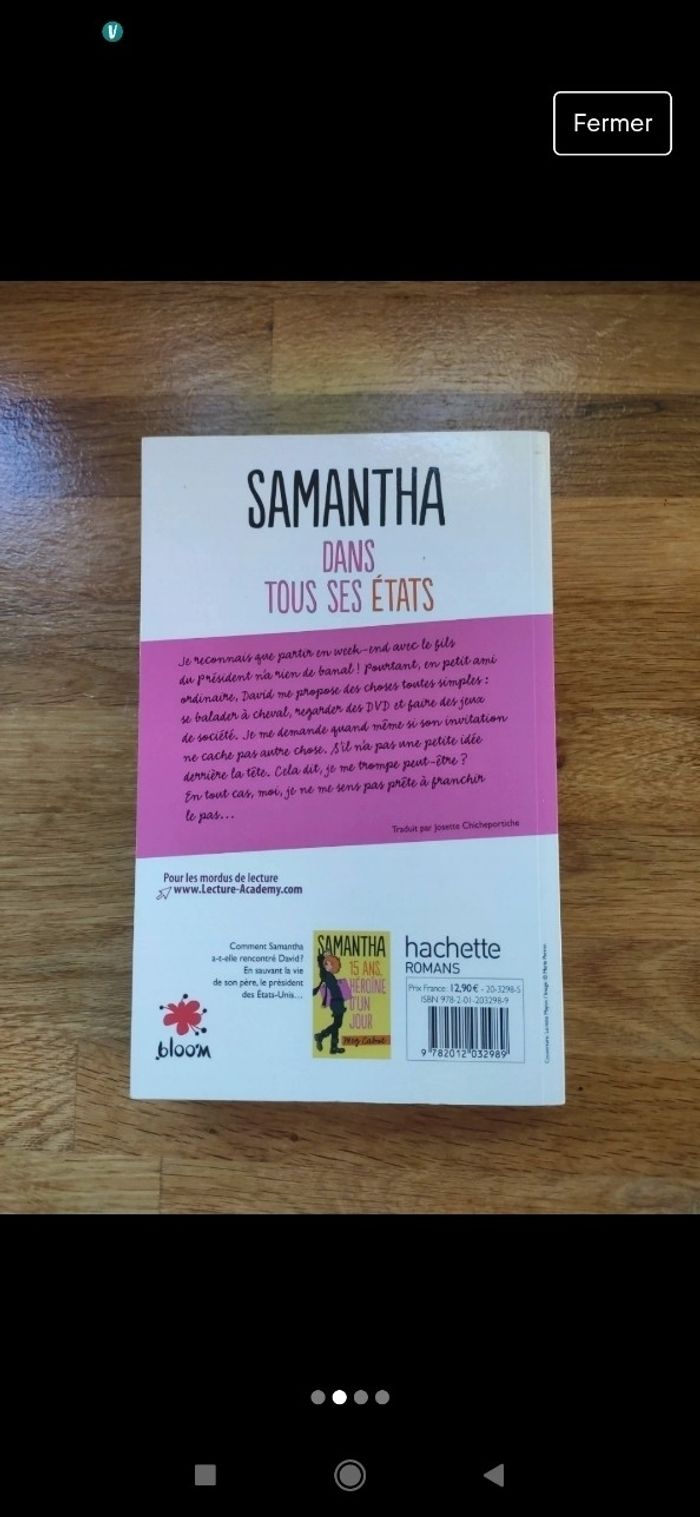 V
Fermer
SAMANTHA
DANS
TOUS SES ÉTATS
Je reconnais que partir en week-end avec le fils
du Président n'a rien de banal ! Pourtant, en petit ami
ordinaire, David me propose des choses toutes simples :
se balader à cheval, regarder des DVD et faire des jeux
de société. Je me demande quand même si son invitation
ne cache pas autre chose. S'il n'a pas une petite idée
derrière la tête. Cela dit, je me trompe peut-être ?
En tout cas, moi, je ne me sens pas prête à franchir
le pas...
Traduit par Josette Chicheportiche
Pour les mordus de lecture
www.Lecture-Academy.com
Comment Samantha
a-t-elle rencontré David ?
En sauvant la vie
de son père, le président
des États-Unis...
bloom
SAMANTHA
15 ANS,
HÉROÏNE
D'UN
JOUR
Meg Cabot
hachette
ROMANS
Prix France: 12,90 € - 20-3298-5
ISBN 978-2-01-203298-9
9 782012 032989